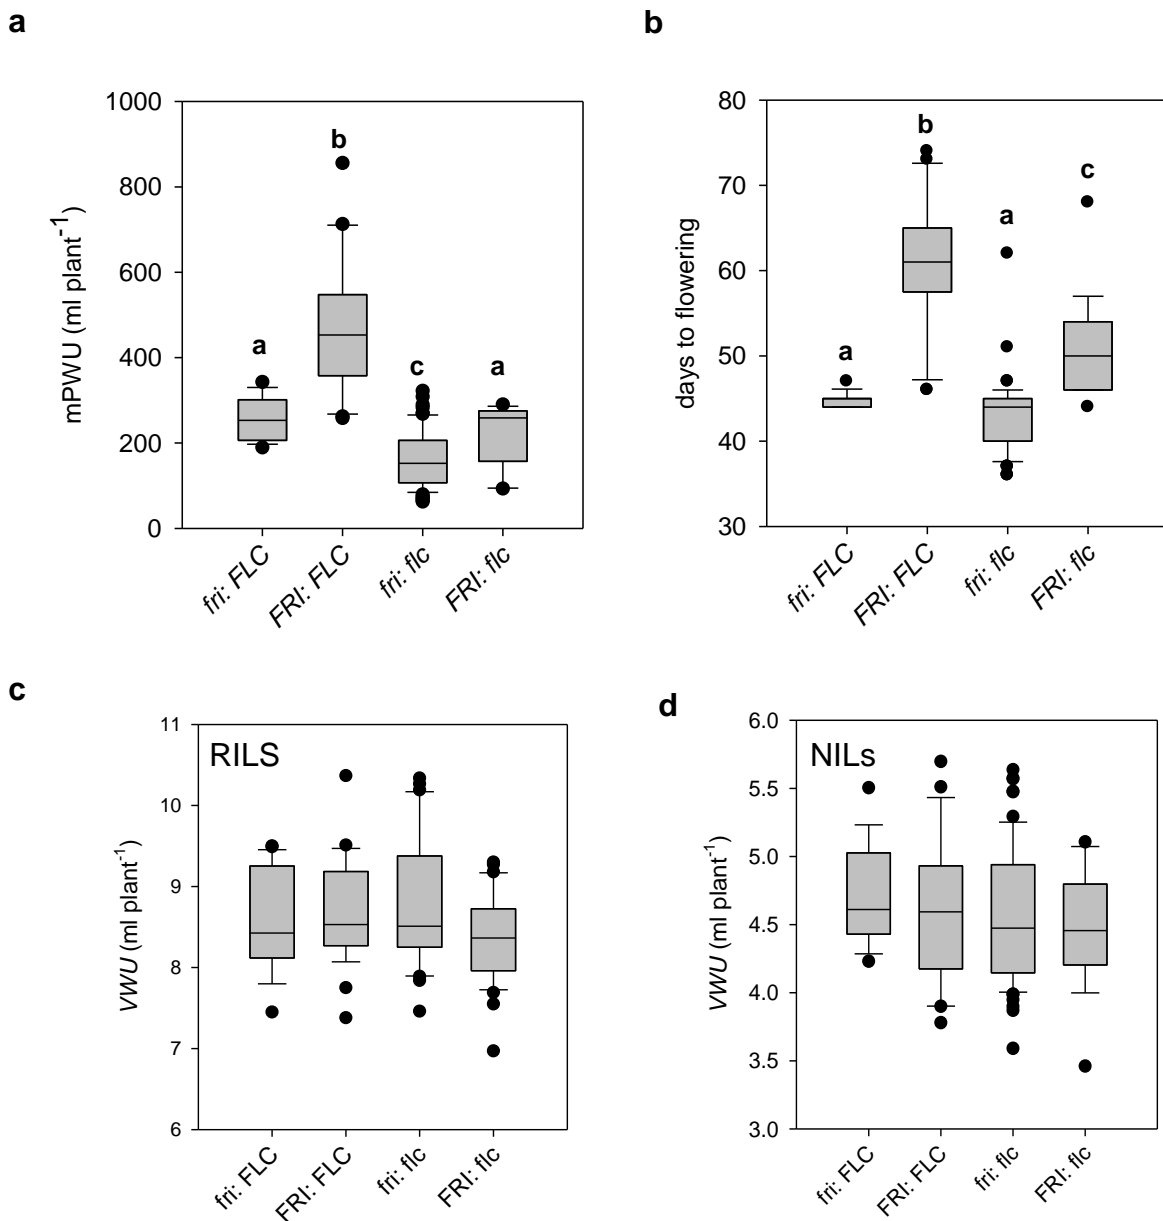 a
mPWU (ml plant-1)
1000
800
600
400
200
0
a
b
c
a
fri: FLC
FRI: FLC
fri: flc
FRI: flc
b
days to flowering
80
70
60
50
40
30
a
b
a
c
fri: FLC
FRI: FLC
fri: flc
FRI: flc
c
RILS
VWU (ml plant-1)
11
10
9
8
7
6
fri: FLC
FRI: FLC
fri: flc
FRI: flc
d
NILs
VWU (ml plant-1)
6.0
5.5
5.0
4.5
4.0
3.5
3.0
fri: FLC
FRI: FLC
fri: flc
FRI: flc